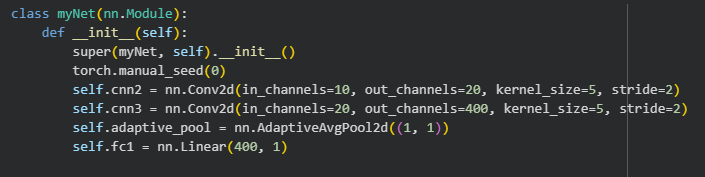 class myNet(nn.Module):
    def __init__(self):
        super(myNet, self).__init__()
        torch.manual_seed(0)
        self.cnn2 = nn.Conv2d(in_channels=10, out_channels=20, kernel_size=5, stride=2)
        self.cnn3 = nn.Conv2d(in_channels=20, out_channels=400, kernel_size=5, stride=2)
        self.adaptive_pool = nn.AdaptiveAvgPool2d((1, 1))
        self.fc1 = nn.Linear(400, 1)